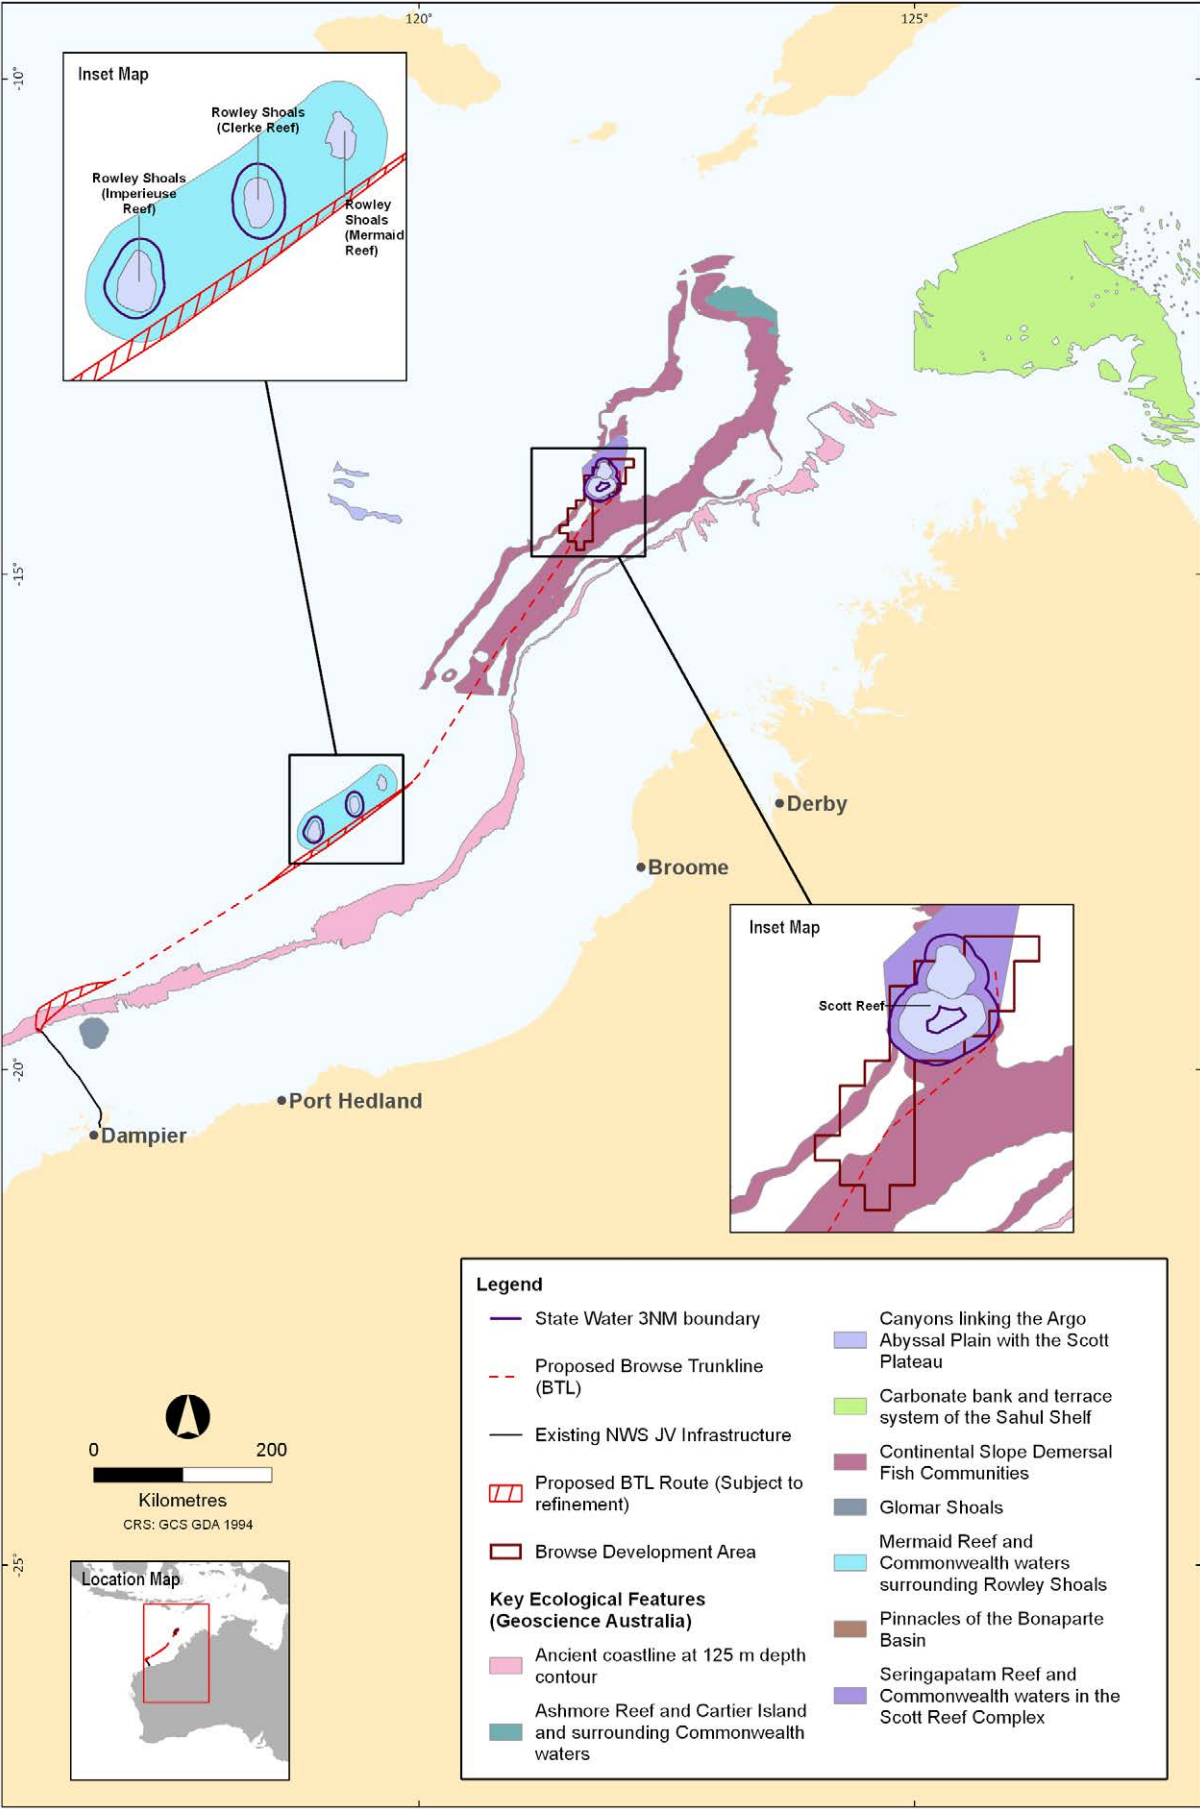 120°
125°
-10°
-15°
-20°
-25°
Inset Map
Rowley Shoals
(Clerke Reef)
Rowley Shoals
(Imperieuse
Reef)
Rowley
Shoals
(Mermaid
Reef)
Derby
Broome
Port Hedland
Dampier
Inset Map
Scott Reef
Legend
State Water 3NM boundary
Proposed Browse Trunkline
(BTL)
Existing NWS JV Infrastructure
Proposed BTL Route (Subject to
refinement)
Browse Development Area
Key Ecological Features
(Geoscience Australia)
Ancient coastline at 125 m depth
contour
Ashmore Reef and Cartier Island
and surrounding Commonwealth
waters
Canyons linking the Argo
Abyssal Plain with the Scott
Plateau
Carbonate bank and terrace
system of the Sahul Shelf
Continental Slope Demersal
Fish Communities
Glomar Shoals
Mermaid Reef and
Commonwealth waters
surrounding Rowley Shoals
Pinnacles of the Bonaparte
Basin
Seringapatam Reef and
Commonwealth waters in the
Scott Reef Complex
0 200
Kilometres
CRS: GCS GDA 1994
Location Map